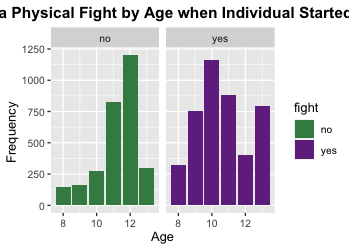 a Physical Fight by Age when Individual Started
no
yes
1250
1000
750
500
250
0
Frequency
8
10
12
8
10
12
Age
fight
no
yes